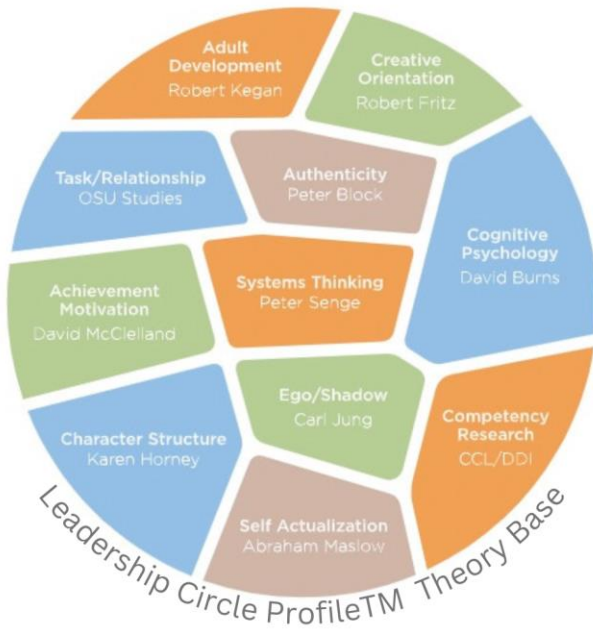 Adult
Development
Robert Kegan
Creative
Orientation
Robert Fritz
Task/Relationship
OSU Studies
Authenticity
Peter Block
Cognitive
Psychology
David Burns
Achievement
Motivation
David McClelland
Systems Thinking
Peter Senge
Ego/Shadow
Carl Jung
Competency
Research
CCL/DDI
Character Structure
Karen Horney
Self Actualization
Abraham Maslow
Leadership Circle ProfileTM Theory Base